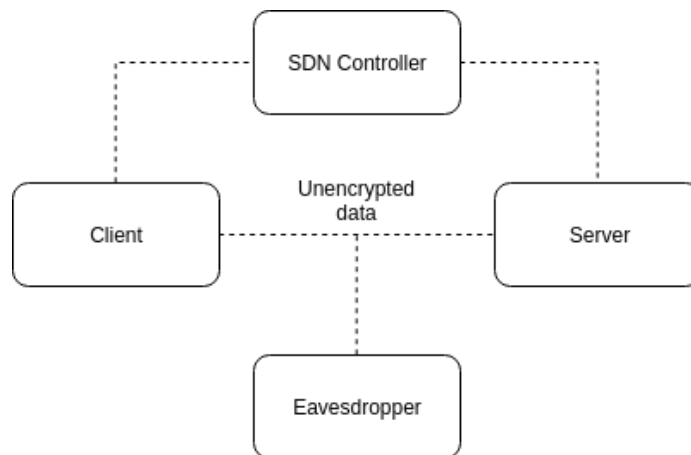 SDN Controller
Unencrypted
data
Client
Server
Eavesdropper